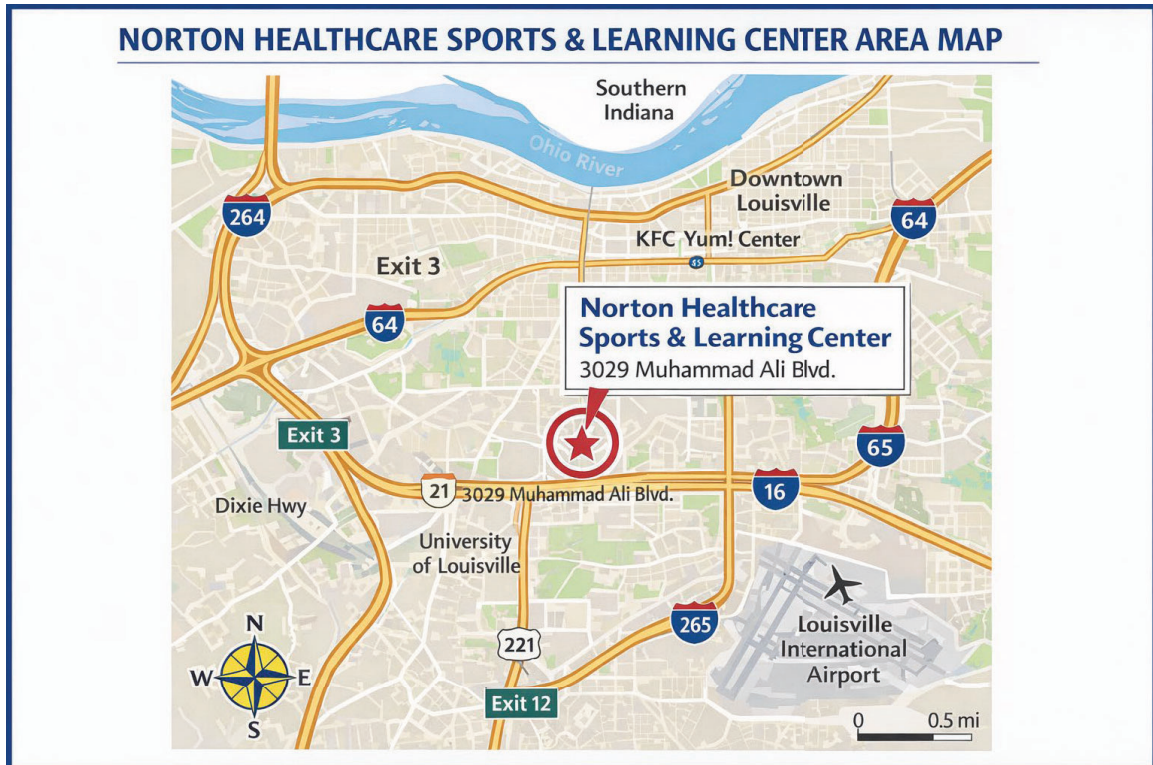 NORTON HEALTHCARE SPORTS & LEARNING CENTER AREA MAP
Southern
Indiana
Ohio River
Downtown
Louisville
264
64
KFC Yum! Center
Exit 3
Norton Healthcare
Sports & Learning Center
3029 Muhammad Ali Blvd.
64
Exit 3
65
21
3029 Muhammad Ali Blvd.
16
Dixie Hwy
University
of Louisville
221
265
Louisville
International
Airport
N
W
E
S
Exit 12
0
0.5 mi